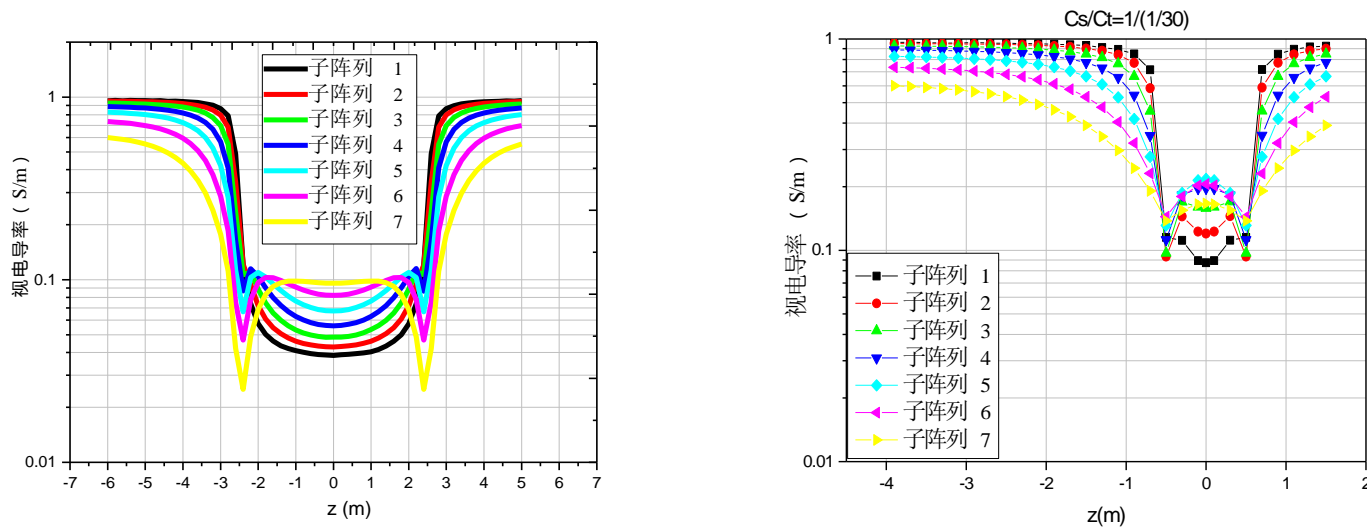 子阵列 1
子阵列 2
子阵列 3
子阵列 4
子阵列 5
子阵列 6
子阵列 7
1
0.1
0.01
视电导率（ S/m）
-7 -6 -5 -4 -3 -2 -1 0 1 2 3 4 5 6 7
z (m)
Cs/Ct=1/(1/30)
1
0.1
0.01
视电导率（ S/m）
子阵列 1
子阵列 2
子阵列 3
子阵列 4
子阵列 5
子阵列 6
子阵列 7
-4 -3 -2 -1 0 1 2
z(m)